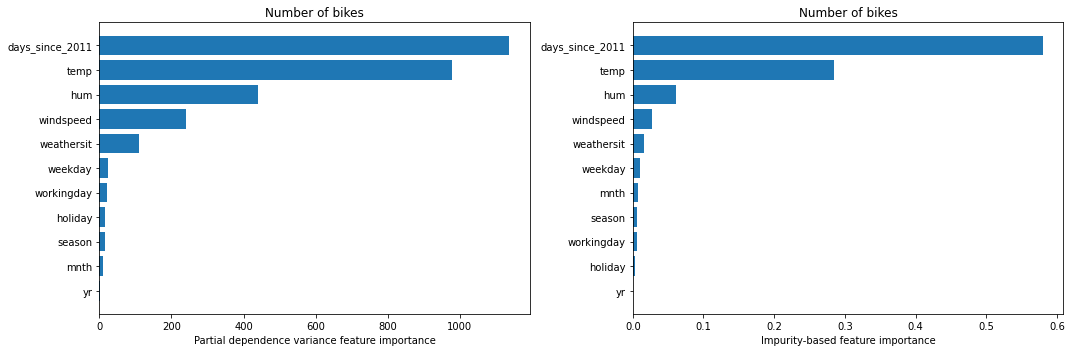 Number of bikes
days_since_2011
temp
hum
windspeed
weathersit
weekday
workingday
holiday
season
mnth
yr
0 200 400 600 800 1000
Partial dependence variance feature importance
Number of bikes
days_since_2011
temp
hum
windspeed
weathersit
weekday
mnth
season
workingday
holiday
yr
0.0 0.1 0.2 0.3 0.4 0.5 0.6
Impurity-based feature importance